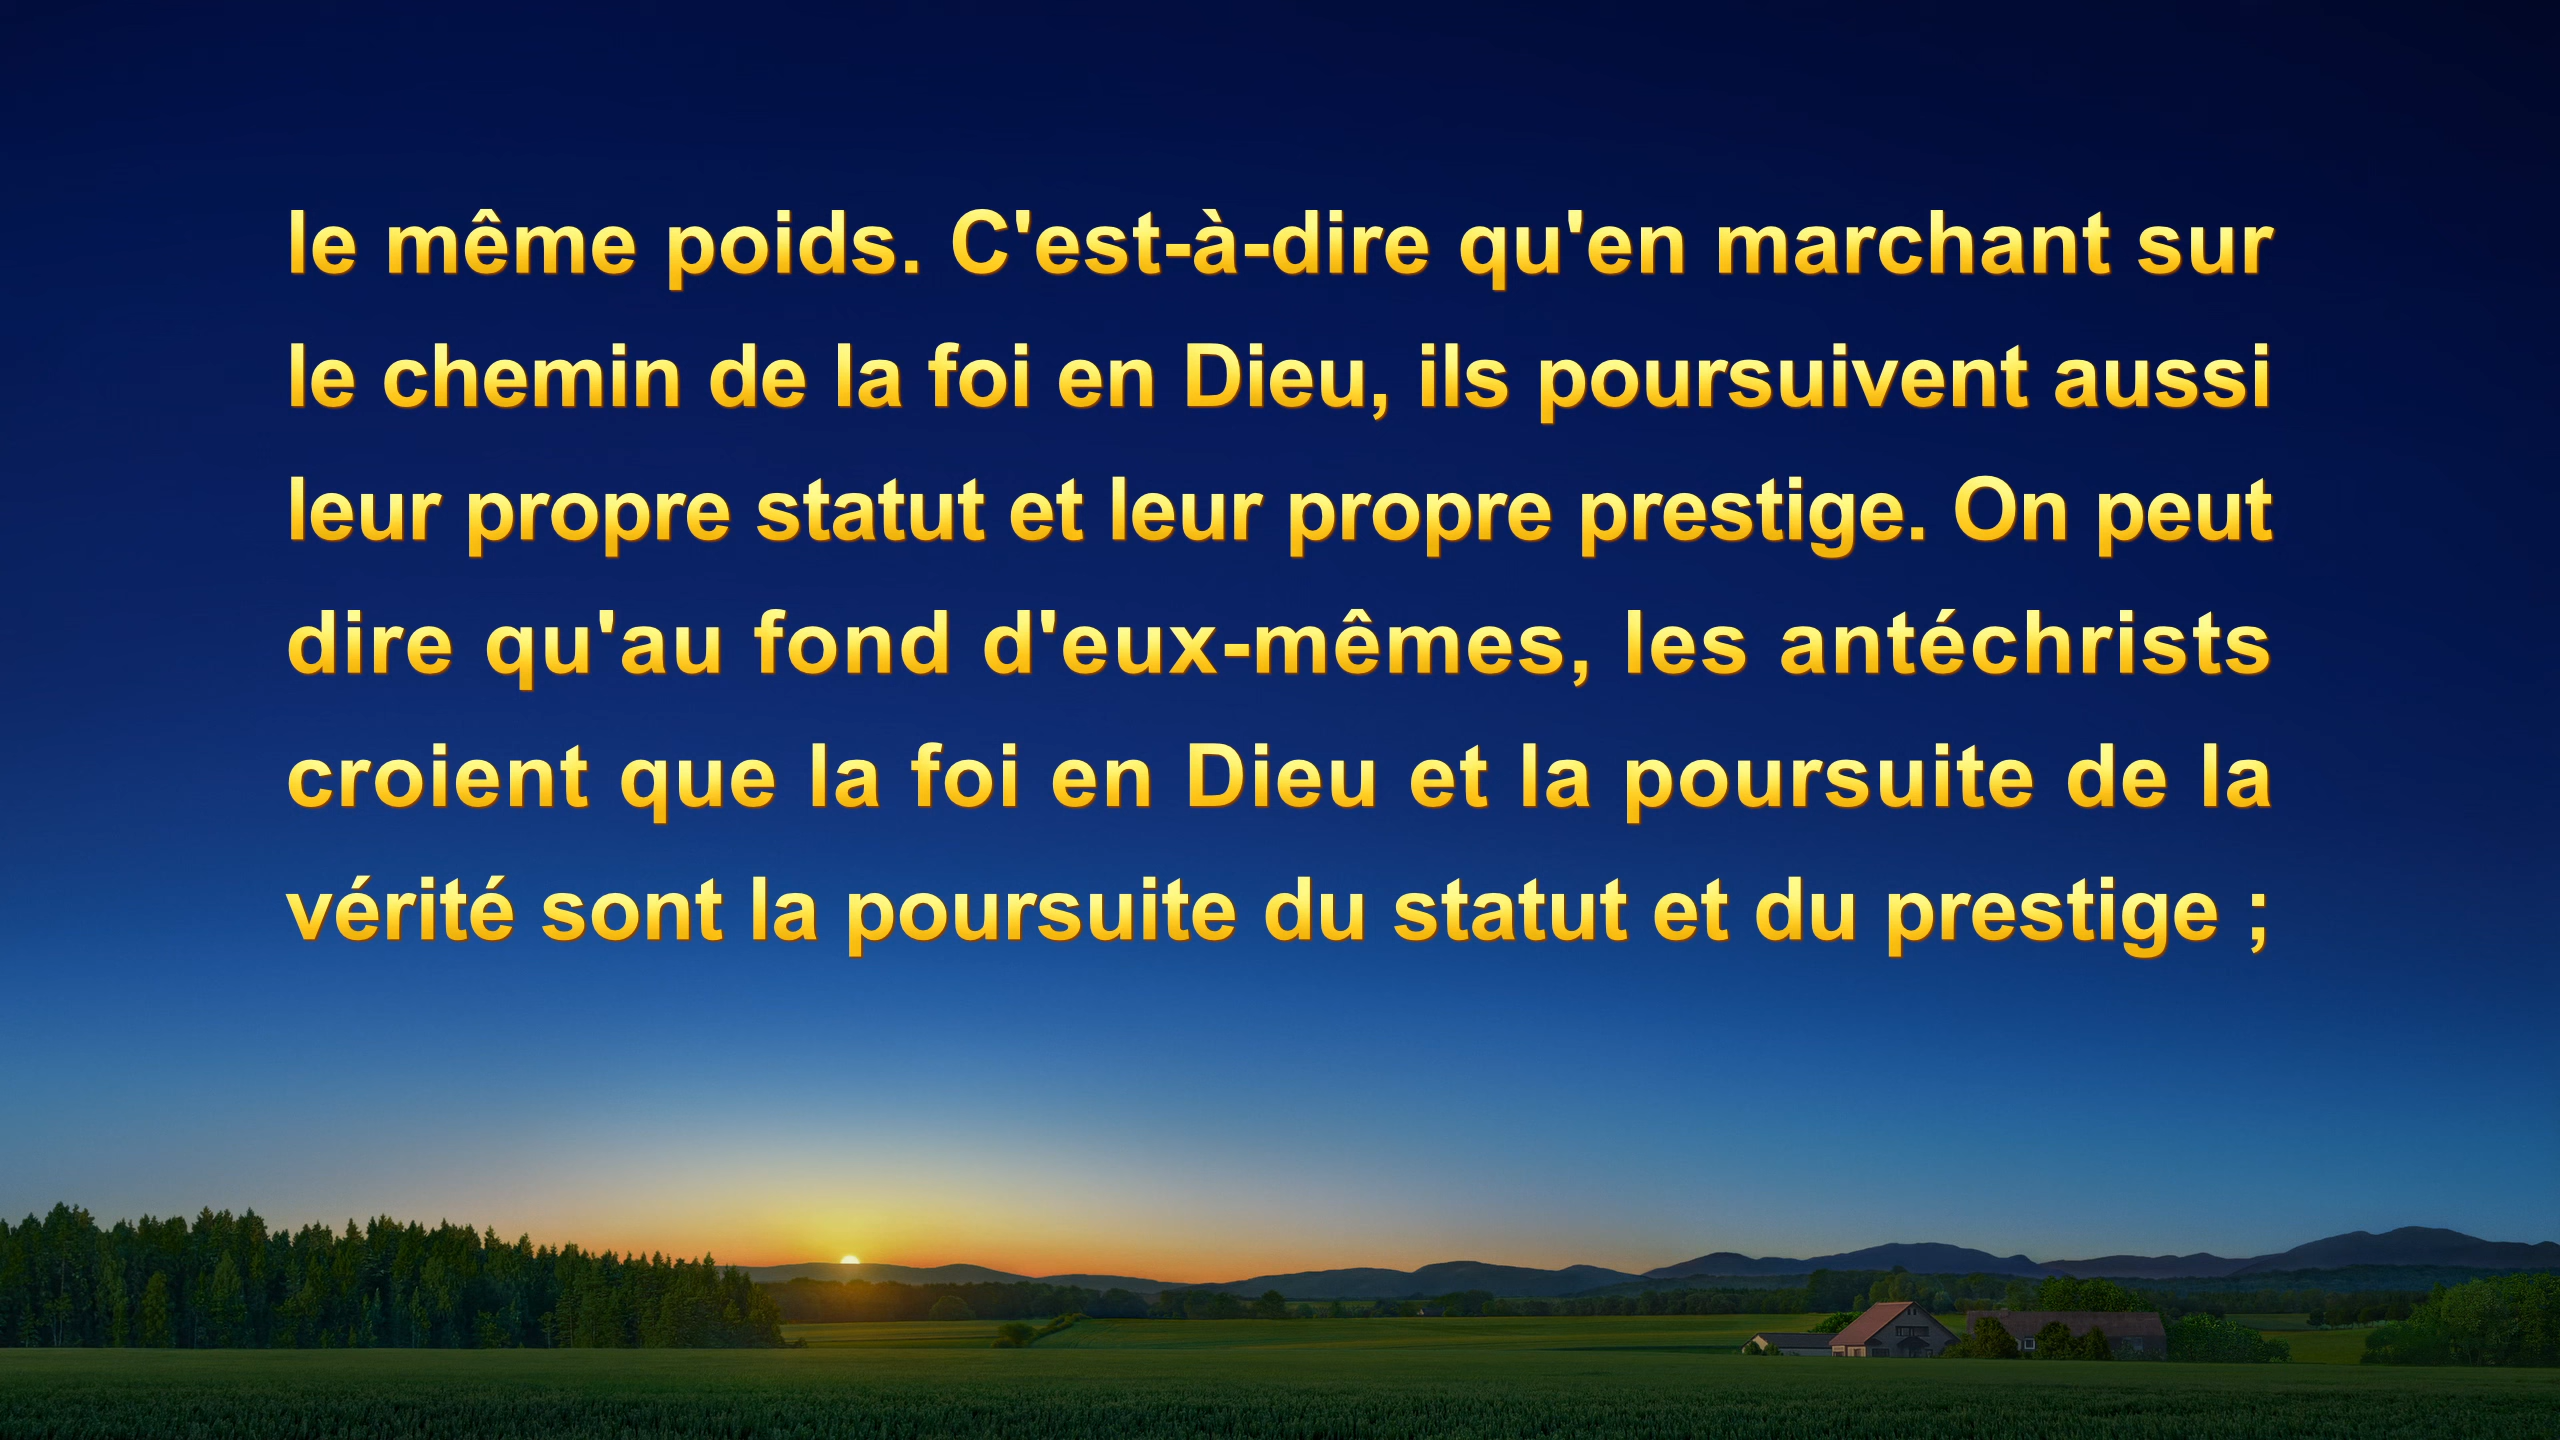 le même poids. C'est-à-dire qu'en marchant sur
le chemin de la foi en Dieu, ils poursuivent aussi
leur propre statut et leur propre prestige. On peut
dire qu'au fond d'eux-mêmes, les antéchrists
croient que la foi en Dieu et la poursuite de la
vérité sont la poursuite du statut et du prestige ;